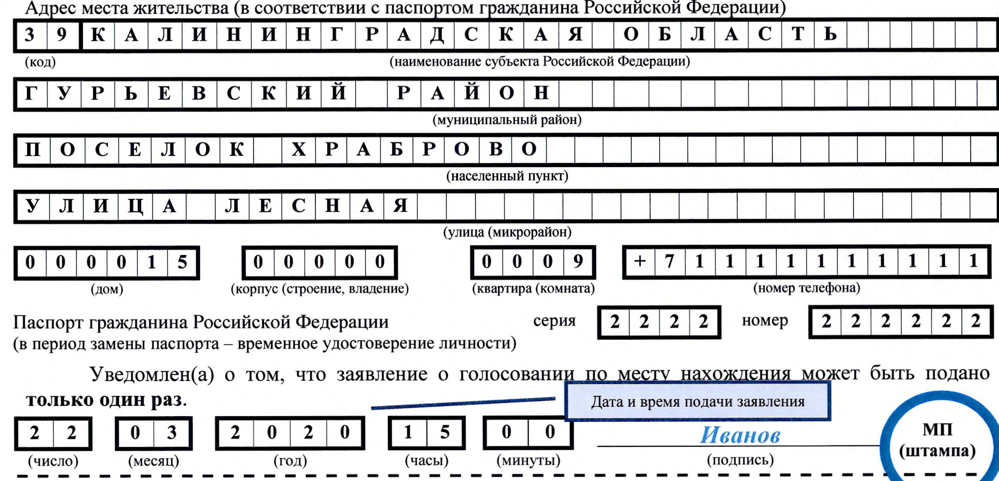 Адрес места жительства (в соответствии с паспортом гражданина Российской Федерации)
39 КАЛИНИНГРАДСКАЯ ОБЛАСТЬ
(код) (наименование субъекта Российской Федерации)
ГУРЬЕВСКИЙ РАЙОН
(муниципальный район)
ПОСЕЛОК ХРАБРОВО
(населенный пункт)
УЛИЦА ЛЕСНАЯ
(улица (микрорайон)
000015 00000 0009 +71111111111
(дом) (корпус (строение, владение) (квартира (комната) (номер телефона)
Паспорт гражданина Российской Федерации серия 2222 номер 222222
(в период замены паспорта – временное удостоверение личности)
Уведомлен(а) о том, что заявление о голосовании по месту нахождения может быть подано
только один раз.
Дата и время подачи заявления
22 03 2020 15 00 Иванов МП
(штампа)
(число) (месяц) (год) (часы) (минуты) (подпись)